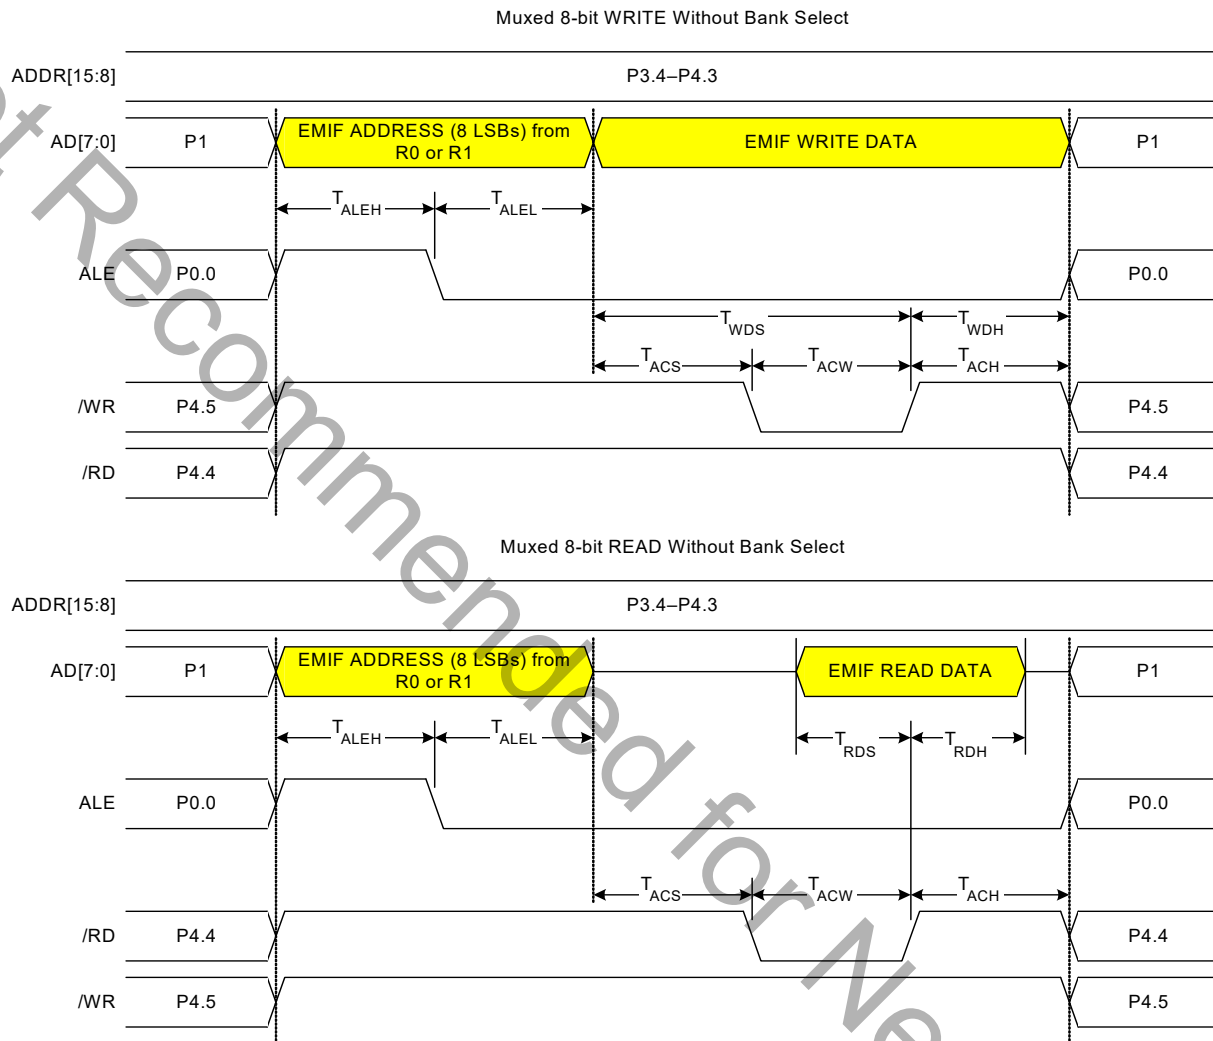 Muxed 8-bit WRITE Without Bank Select
ADDR[15:8] P3.4–P4.3
AD[7:0] P1 EMIF ADDRESS (8 LSBs) from R0 or R1 EMIF WRITE DATA P1
TALEH TALEL
ALE P0.0 P0.0
TWDS TWDH
TACS TACW TACH
/WR P4.5 P4.5
/RD P4.4 P4.4
Muxed 8-bit READ Without Bank Select
ADDR[15:8] P3.4–P4.3
AD[7:0] P1 EMIF ADDRESS (8 LSBs) from R0 or R1 EMIF READ DATA P1
TALEH TALEL TRDS TRDH
ALE P0.0 P0.0
TACS TACW TACH
/RD P4.4 P4.4
/WR P4.5 P4.5
Recommended for